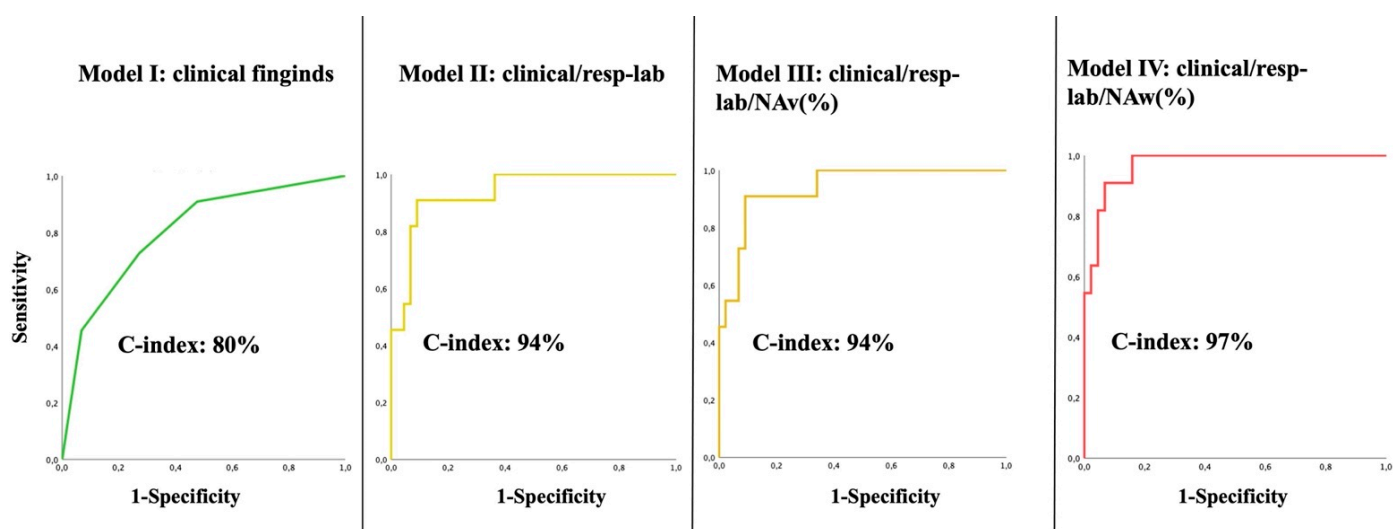 Model I: clinical finginds
Sensitivity
1,0
0,8
0,6
0,4
0,2
0,0
C-index: 80%
0,0 0,2 0,4 0,6 0,8 1,0
1-Specificity
Model II: clinical/resp-lab
1,0
0,8
0,6
0,4
0,2
0,0
C-index: 94%
0,0 0,2 0,4 0,6 0,8 1,0
1-Specificity
Model III: clinical/resp-
lab/NAv(%)
1,0
0,8
0,6
0,4
0,2
0,0
C-index: 94%
0,0 0,2 0,4 0,6 0,8 1,0
1-Specificity
Model IV: clinical/resp-
lab/NAw(%)
1,0
0,8
0,6
0,4
0,2
0,0
C-index: 97%
0,0 0,2 0,4 0,6 0,8 1,0
1-Specificity